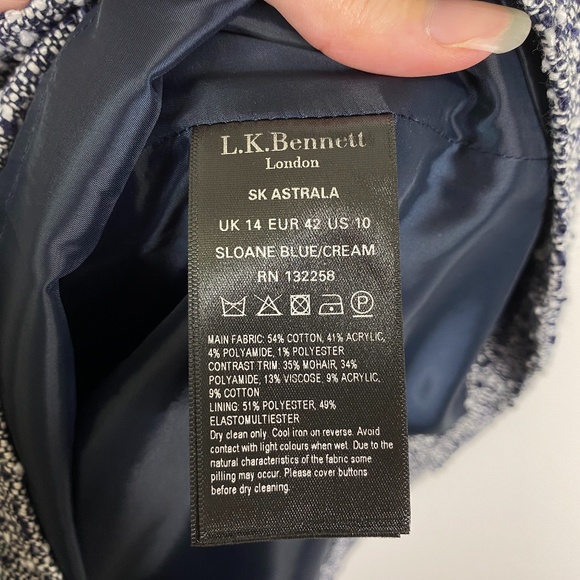 L.K.Bennett
London
SK ASTRALA
UK 14 EUR 42 US 10
SLOANE BLUE/CREAM
RN 132258
P
MAIN FABRIC: 54% COTTON, 41% ACRYLIC,
4% POLYAMIDE, 1% POLYESTER
CONTRAST TRIM: 35% MOHAIR, 34%
POLYAMIDE, 13% VISCOSE. 9% ACRYLIC,
9% COTTON
LINING: 51% POLYESTER, 49%
ELASTOMULTIESTER
Dry clean only. Cool iron on reverse. Avoid
contact with light colours when wet. Due to the
natural characteristics of the fabric some
pilling may occur. Please cover buttons
before dry cleaning.